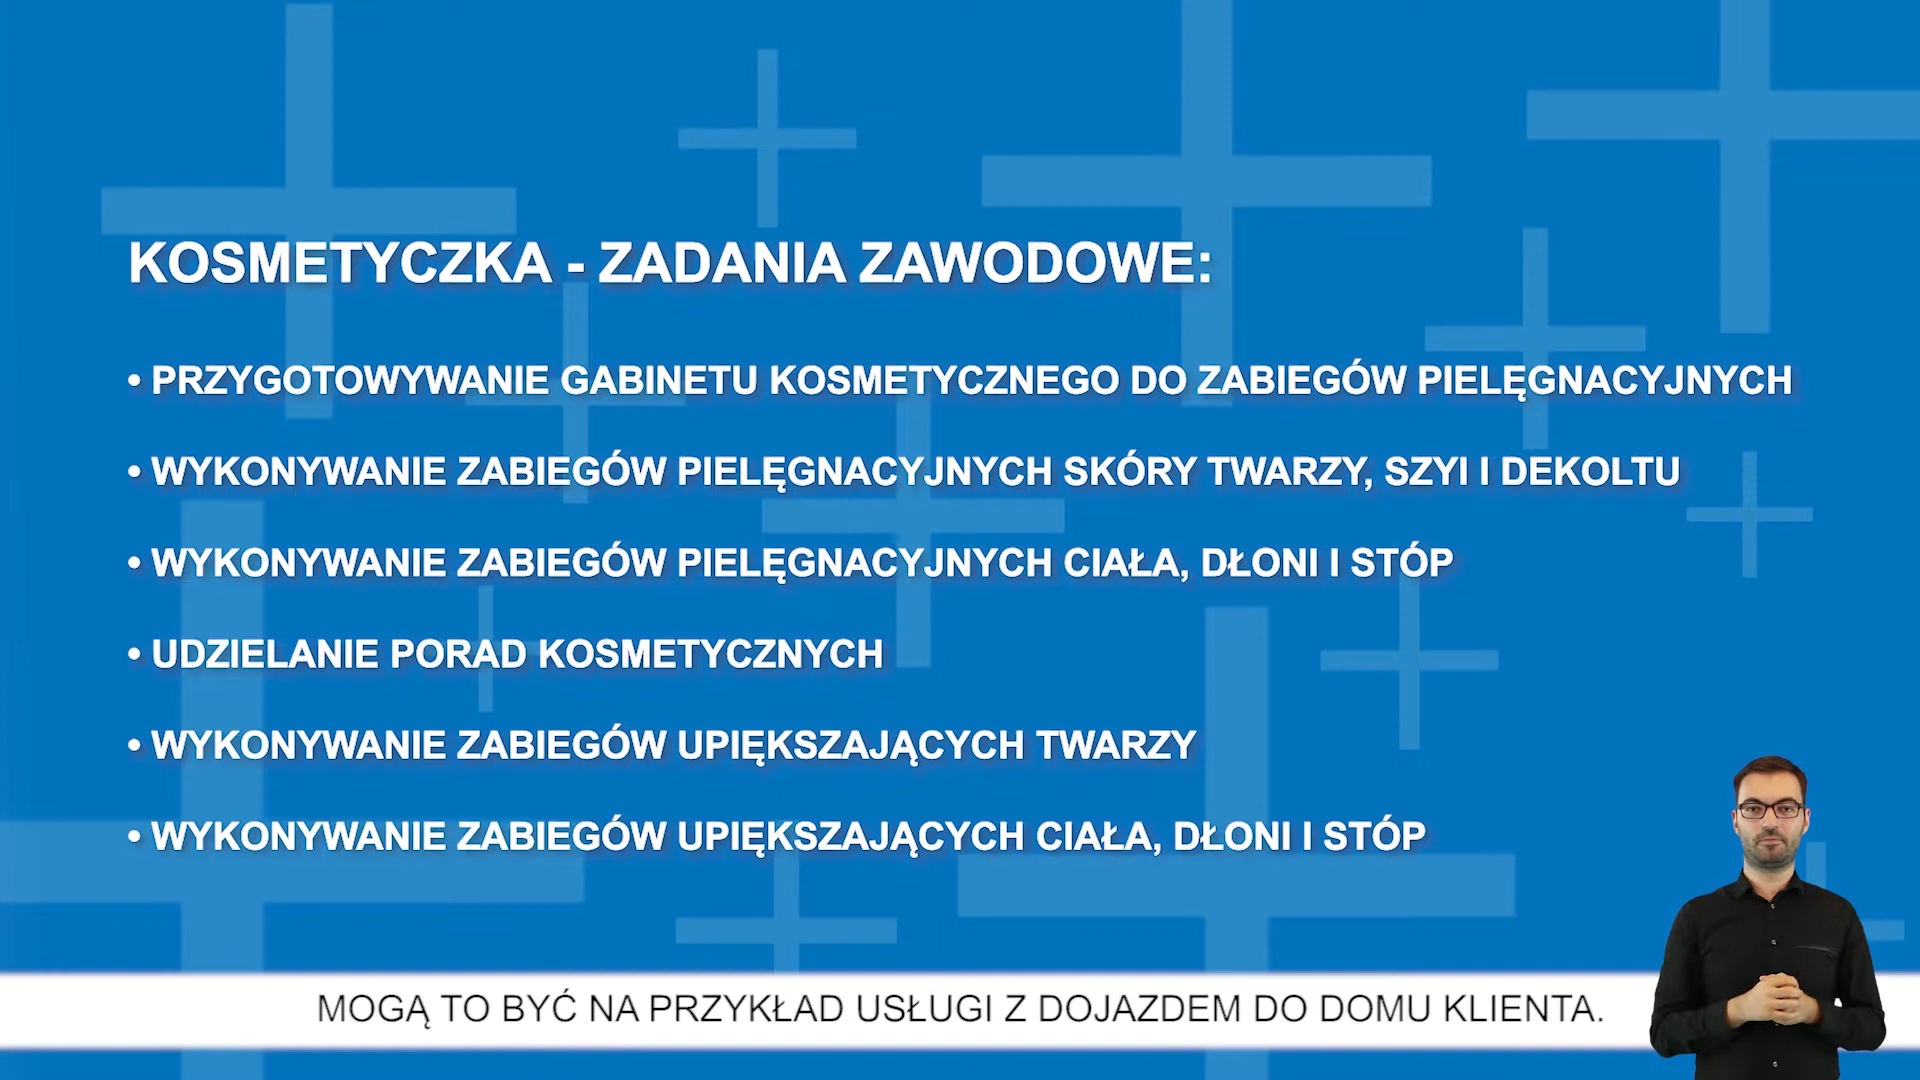 KOSMETYCZKA - ZADANIA ZAWODOWE:
• PRZYGOTOWYWANIE GABINETU KOSMETYCZNEGO DO ZABIEGÓW PIELĘGNACYJNYCH
• WYKONYWANIE ZABIEGÓW PIELĘGNACYJNYCH SKÓRY TWARZY, SZYI I DEKOLTU
• WYKONYWANIE ZABIEGÓW PIELĘGNACYJNYCH CIAŁA, DŁONI I STÓP
• UDZIELANIE PORAD KOSMETYCZNYCH
• WYKONYWANIE ZABIEGÓW UPIĘKSZAJĄCYCH TWARZY
• WYKONYWANIE ZABIEGÓW UPIĘKSZAJĄCYCH CIAŁA, DŁONI I STÓP
MOGĄ TO BYĆ NA PRZYKŁAD USŁUGI Z DOJAZDEM DO DOMU KLIENTA.